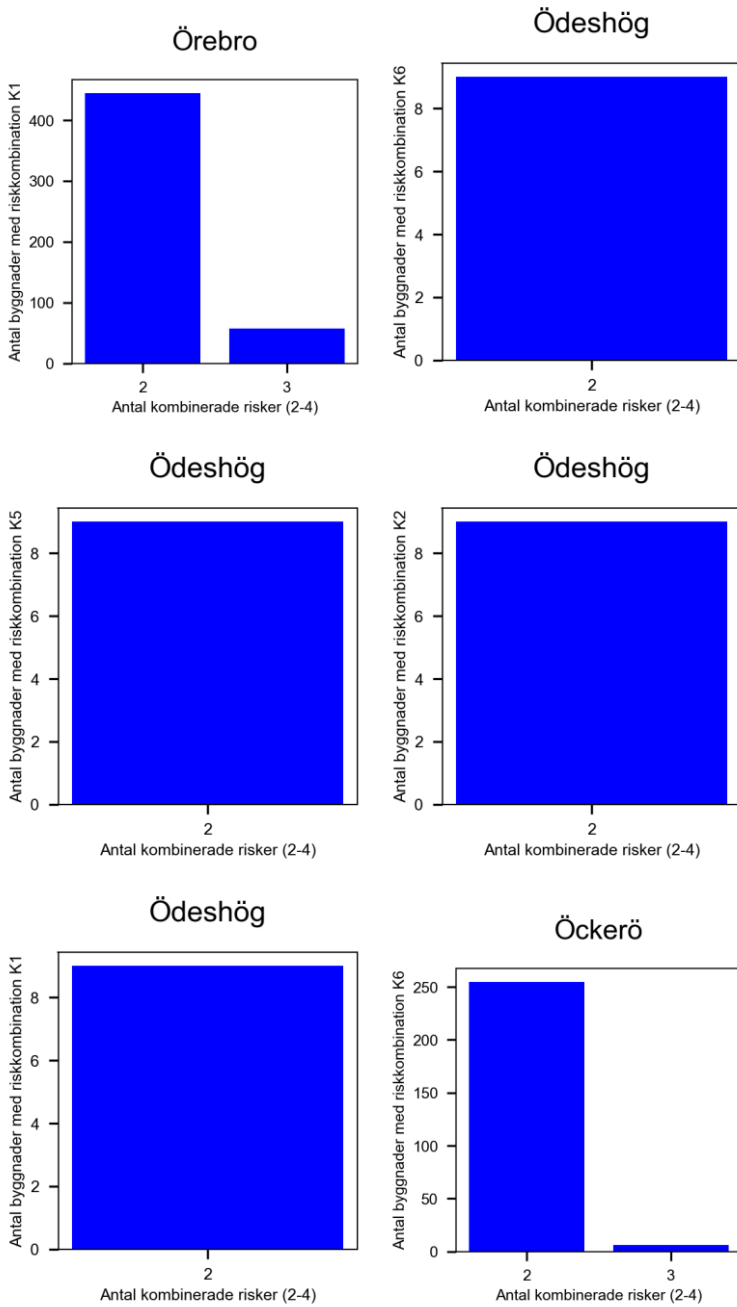 Örebro
Antal byggnader med riskkombination K1
400
300
200
100
0
2 3
Antal kombinerade risker (2-4)
Ödeshög
Antal byggnader med riskkombination K6
8
6
4
2
0
2
Antal kombinerade risker (2-4)
Ödeshög
Antal byggnader med riskkombination K5
8
6
4
2
0
2
Antal kombinerade risker (2-4)
Ödeshög
Antal byggnader med riskkombination K2
8
6
4
2
0
2
Antal kombinerade risker (2-4)
Ödeshög
Antal byggnader med riskkombination K1
8
6
4
2
0
2
Antal kombinerade risker (2-4)
Öckerö
Antal byggnader med riskkombination K6
250
200
150
100
50
0
2 3
Antal kombinerade risker (2-4)